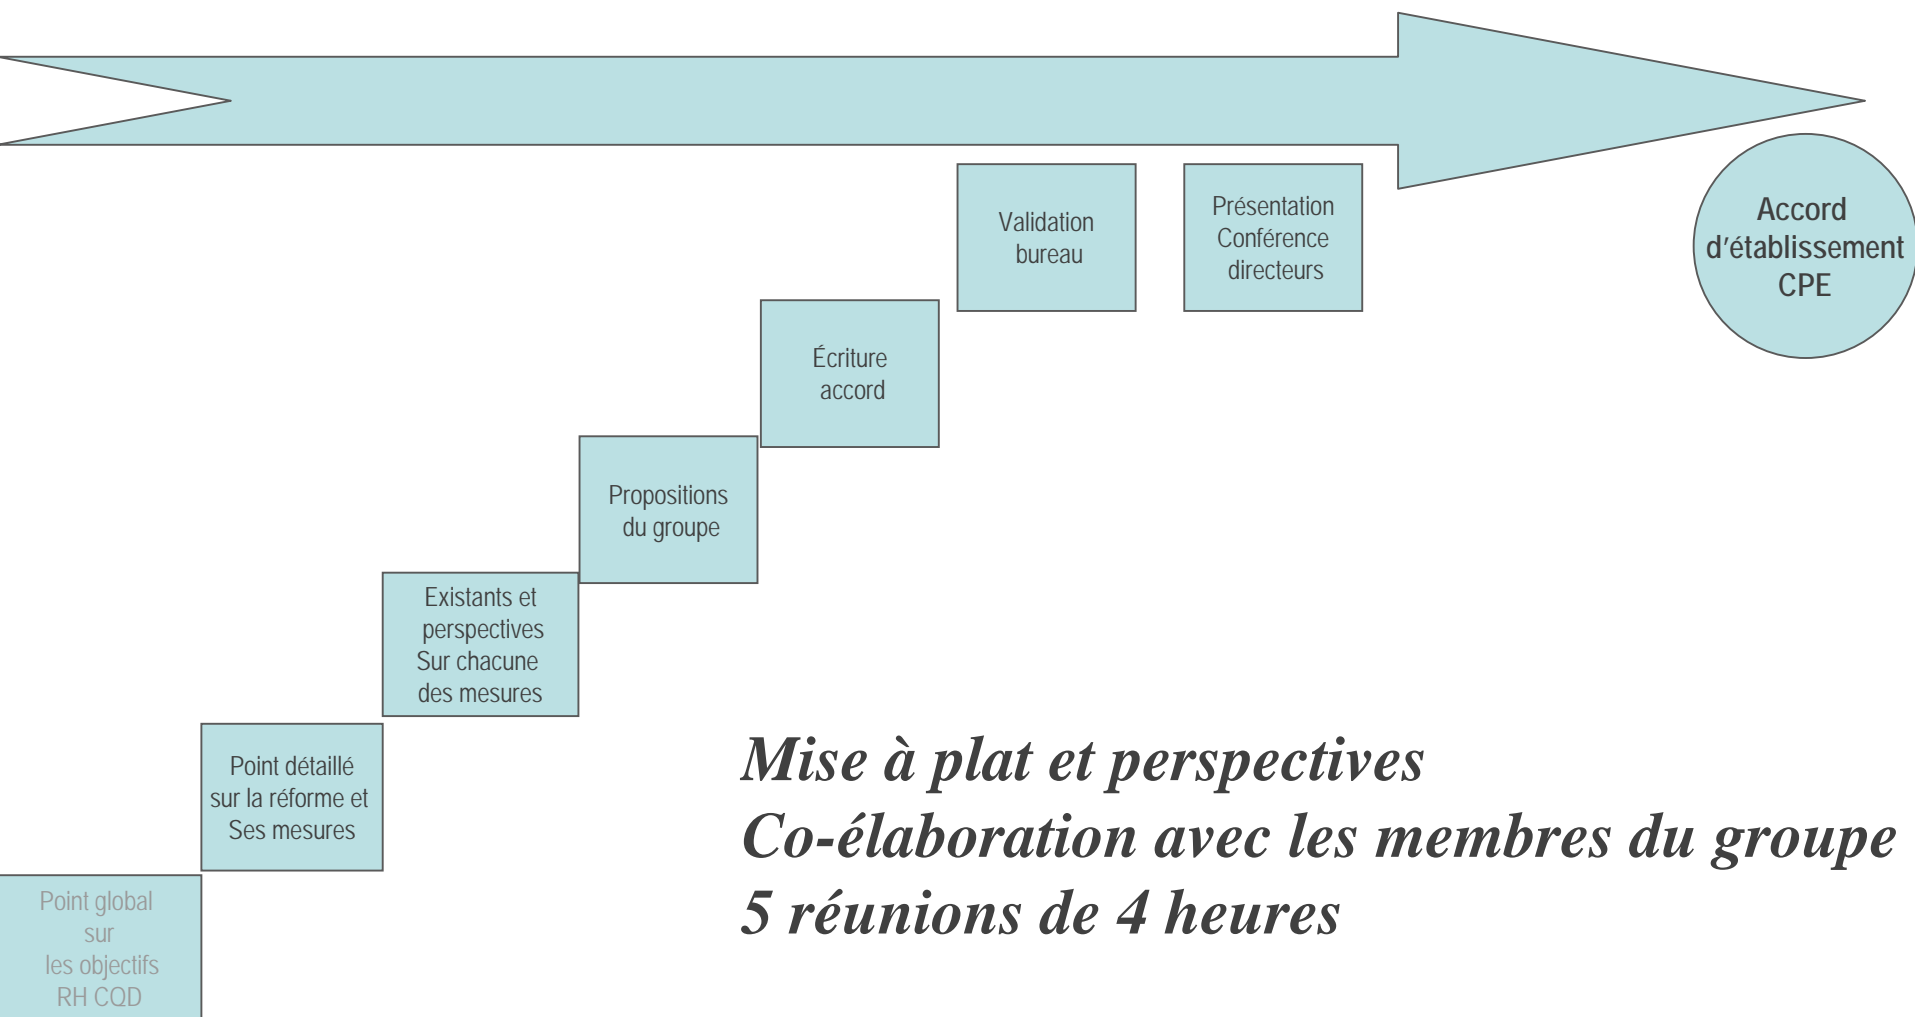 Validation
bureau
Présentation
Conférence
directeurs
Accord
d’établissement
CPE
Écriture
accord
Propositions
du groupe
Existants et
perspectives
Sur chacune
des mesures
Point détaillé
sur la réforme et
Ses mesures
Mise à plat et perspectives
Co-élaboration avec les membres du groupe
5 réunions de 4 heures
Point global
sur
les objectifs
RH CQD